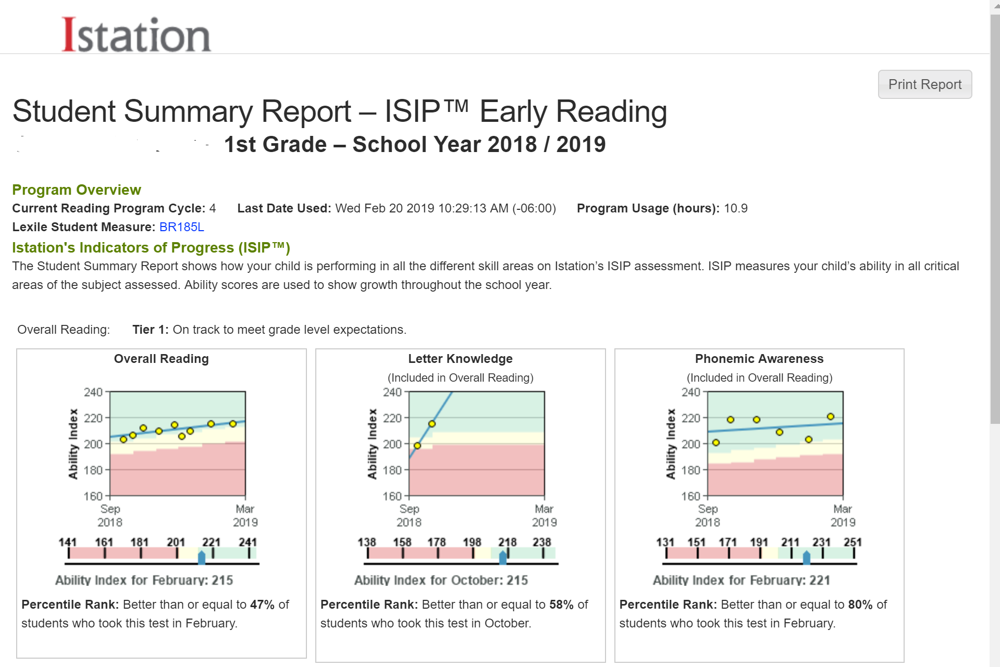 Istation
Print Report
Student Summary Report – ISIP™ Early Reading
1st Grade – School Year 2018 / 2019
Program Overview
Current Reading Program Cycle: 4 Last Date Used: Wed Feb 20 2019 10:29:13 AM (-06:00) Program Usage (hours): 10.9
Lexile Student Measure: BR185L
Istation's Indicators of Progress (ISIP™)
The Student Summary Report shows how your child is performing in all the different skill areas on Istation’s ISIP assessment. ISIP measures your child’s ability in all critical
areas of the subject assessed. Ability scores are used to show growth throughout the school year.
Overall Reading: Tier 1: On track to meet grade level expectations.
Overall Reading
Ability Index
240
220
200
180
160
Sep Mar
2018 2019
141 161 181 201 221 241
Ability Index for February: 215
Percentile Rank: Better than or equal to 47% of
students who took this test in February.
Letter Knowledge
(Included in Overall Reading)
Ability Index
240
220
200
180
160
Sep Mar
2018 2019
138 158 178 198 218 238
Ability Index for October: 215
Percentile Rank: Better than or equal to 58% of
students who took this test in October.
Phonemic Awareness
(Included in Overall Reading)
Ability Index
240
220
200
180
160
Sep Mar
2018 2019
131 151 171 191 211 231 251
Ability Index for February: 221
Percentile Rank: Better than or equal to 80% of
students who took this test in February.